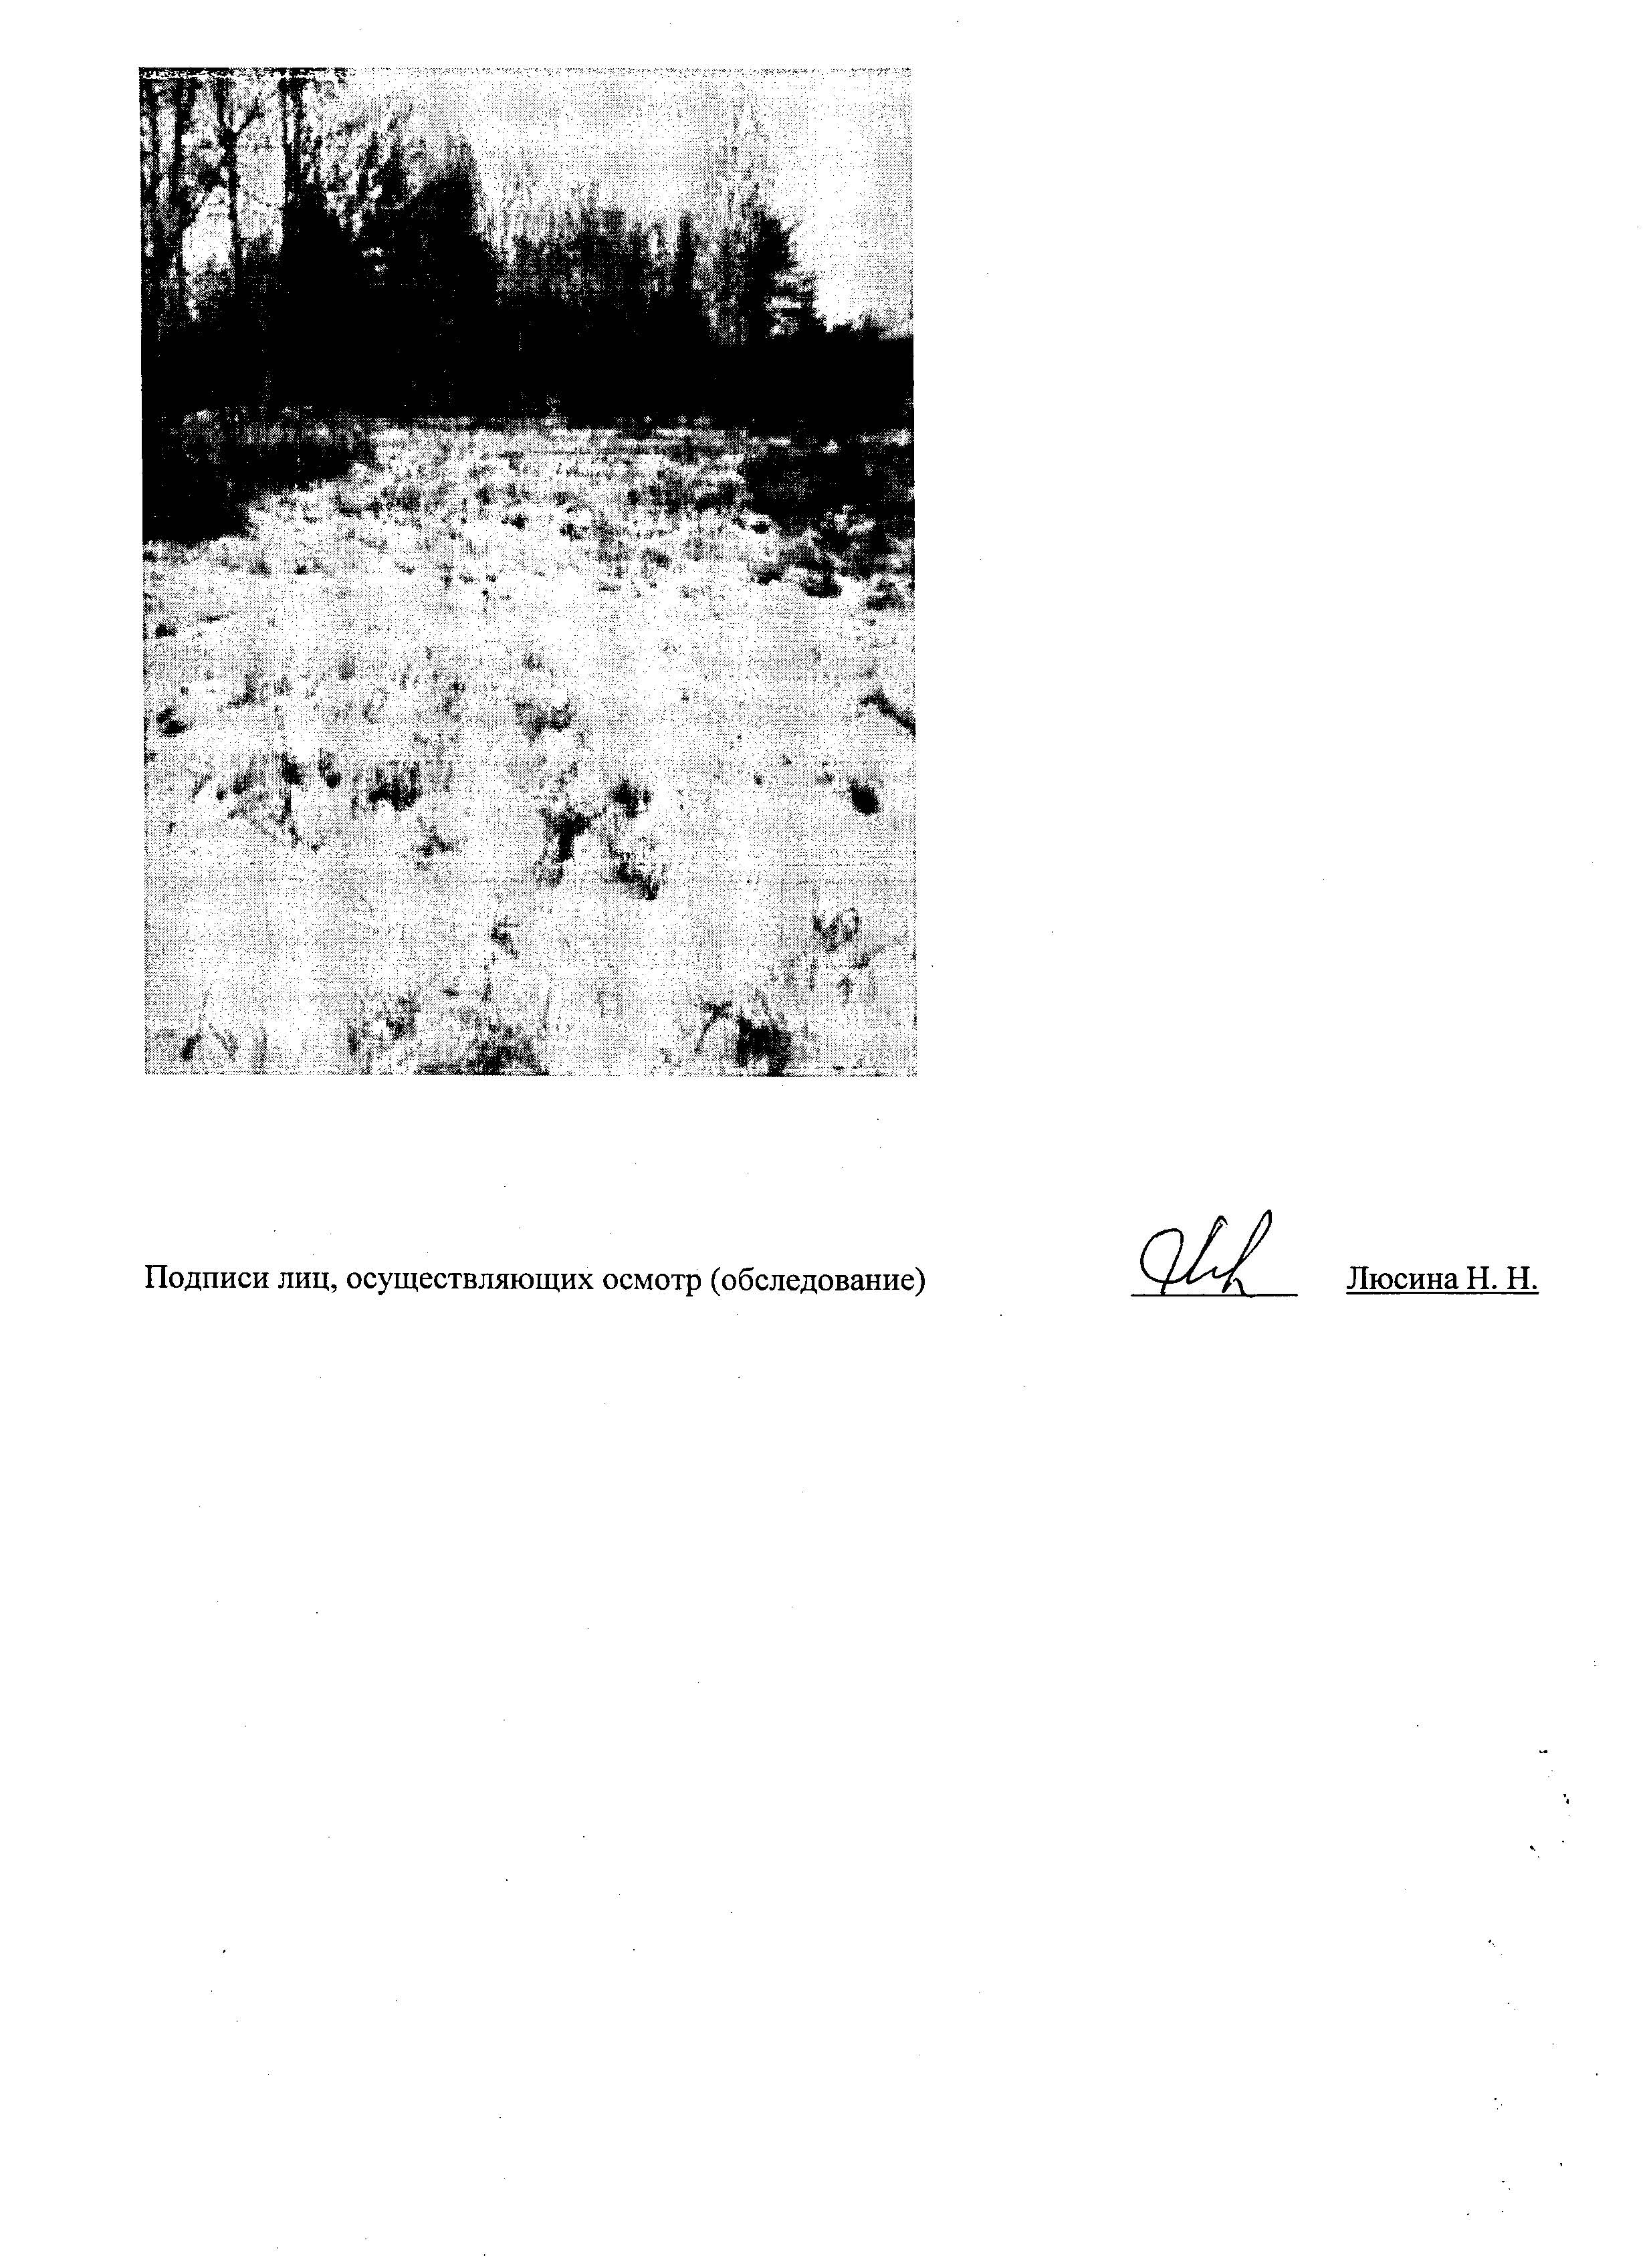 Подписи лиц, осуществляющих осмотр (обследование) Люсина Н. Н.